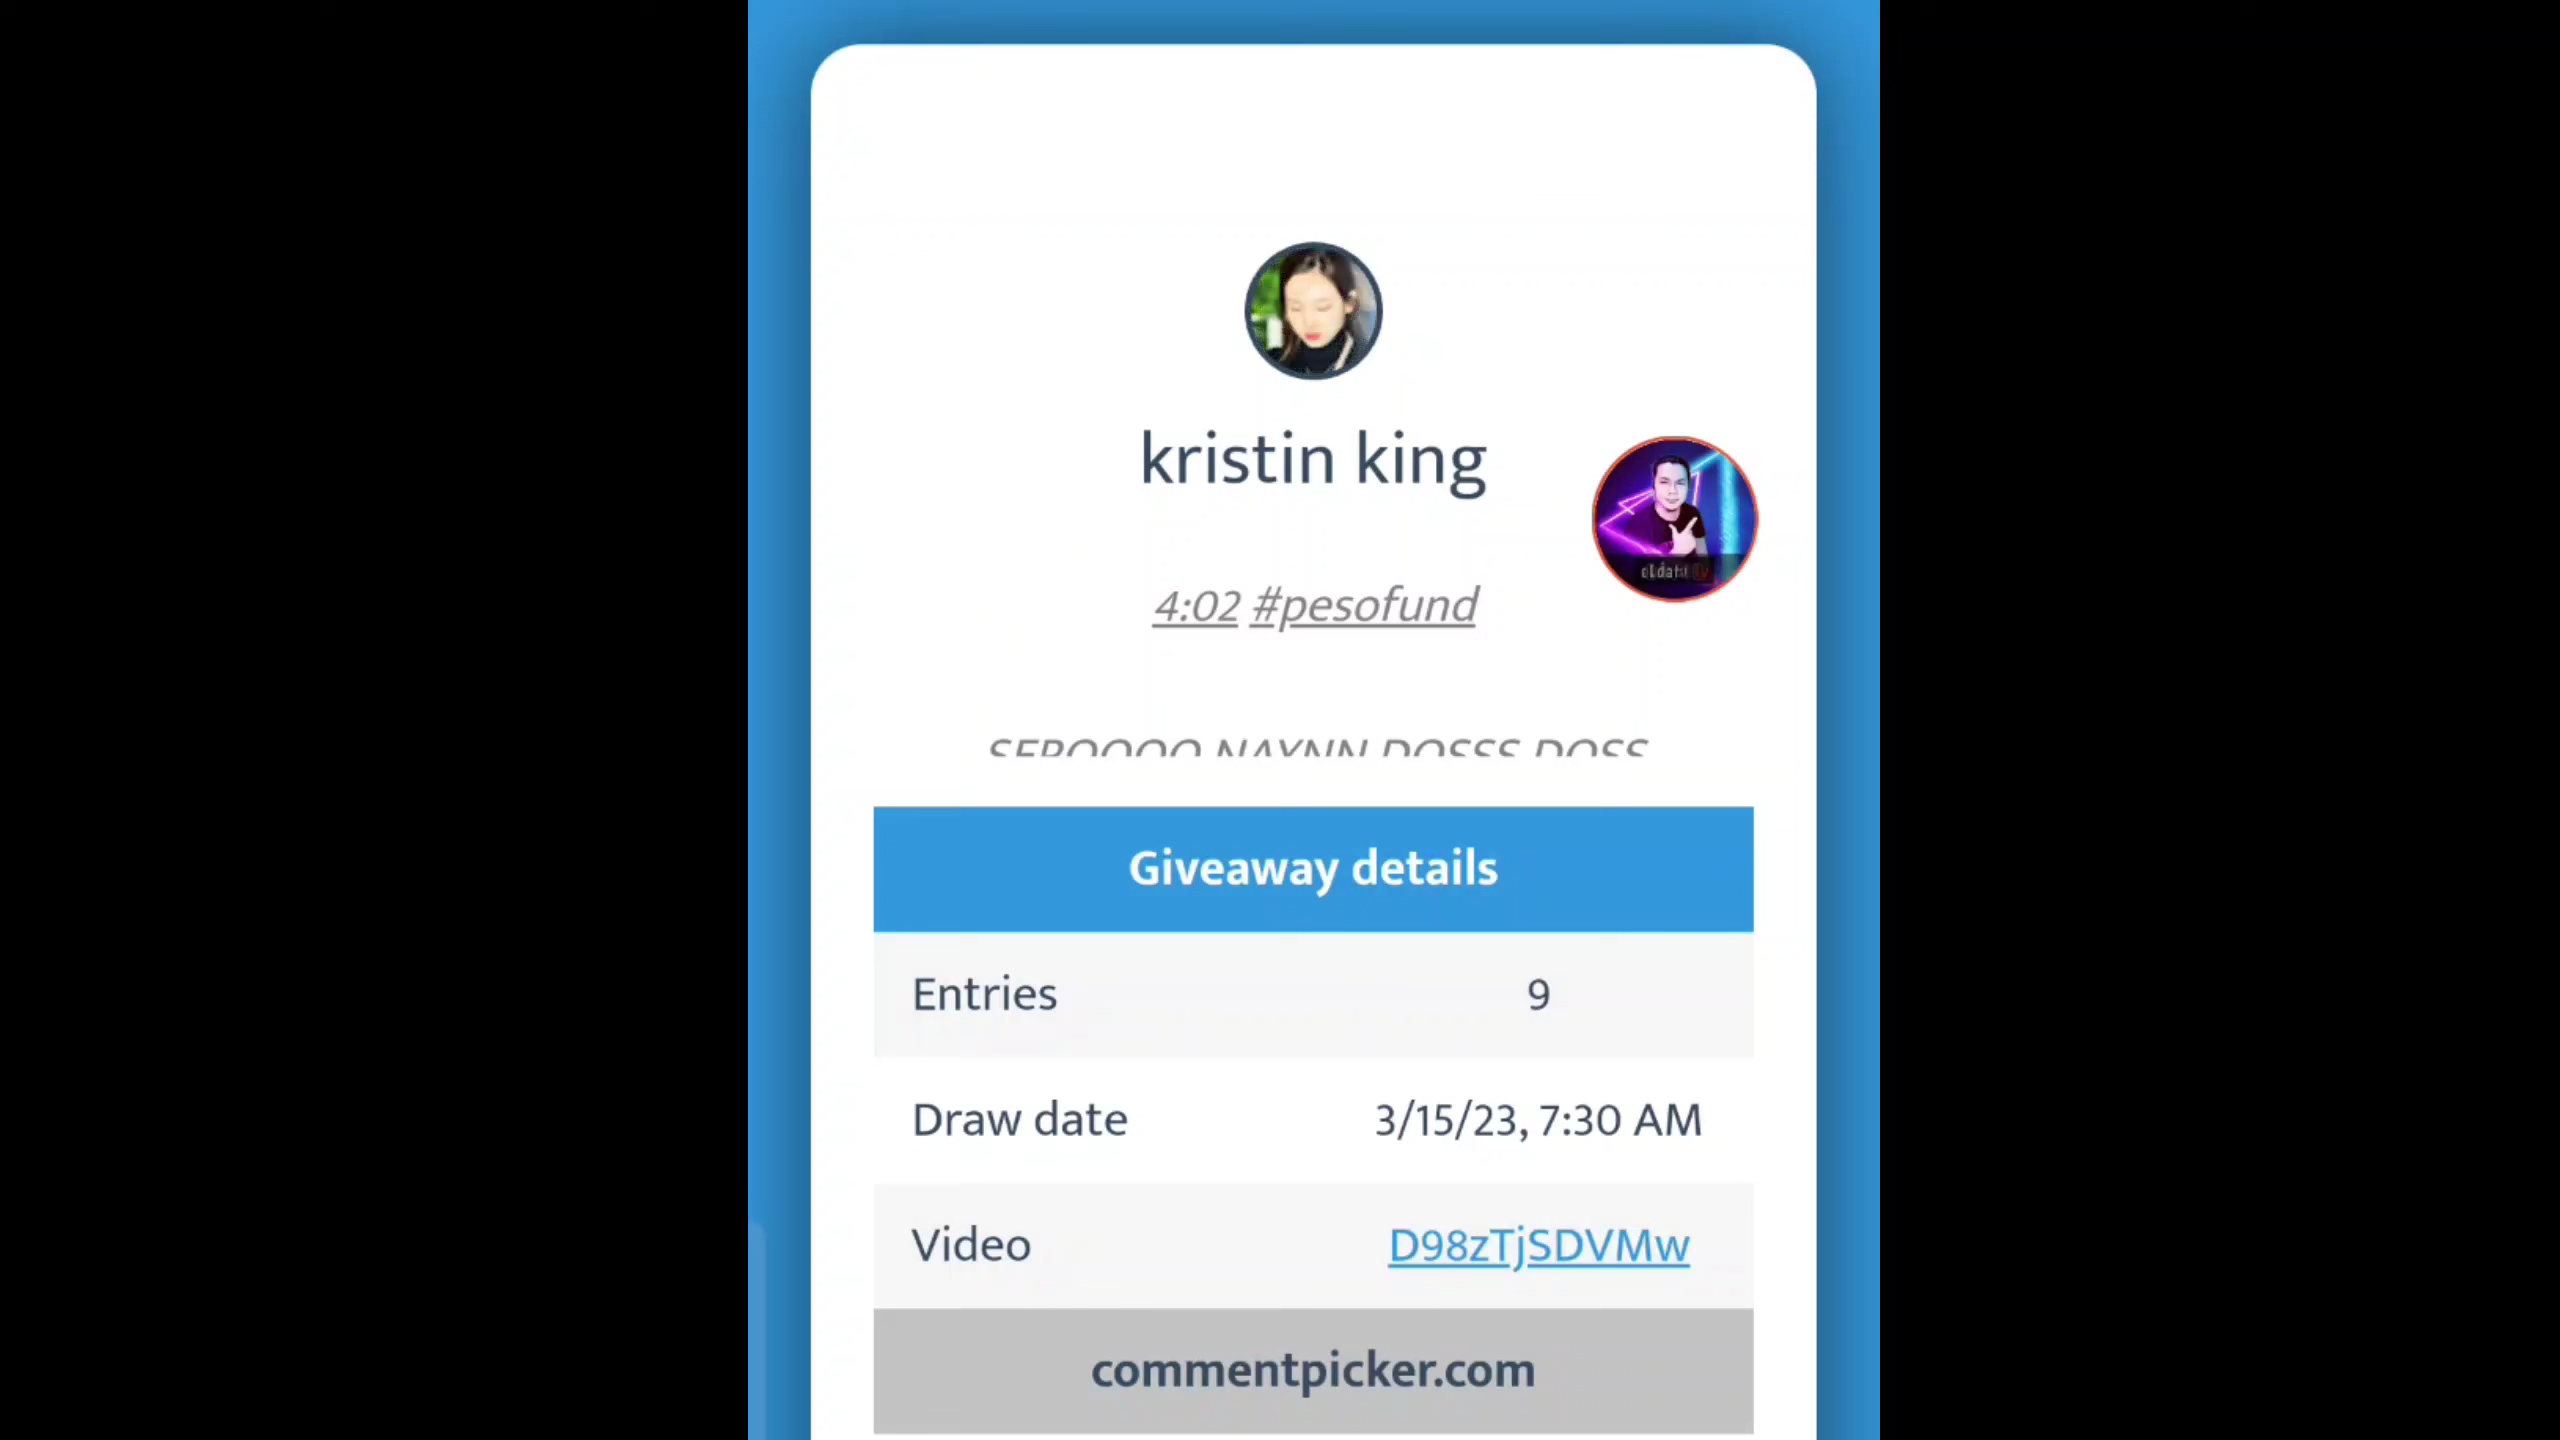 kristin king
4:02 #pesofund
Giveaway details
Entries 9
Draw date 3/15/23, 7:30 AM
Video D98zTjSDVMw
commentpicker.com